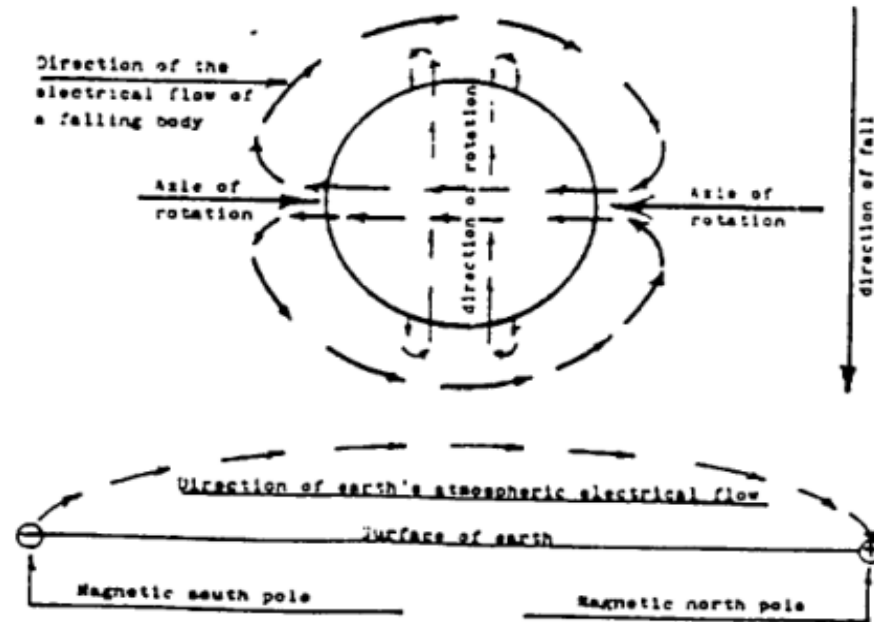 Direction of the
electrical flow of
a falling body
Axle of
rotation
direction of rotation
Axle of
rotation
direction of fall
Direction of earth's atmospheric electrical flow
Surface of earth
Magnetic south pole
Magnetic north pole